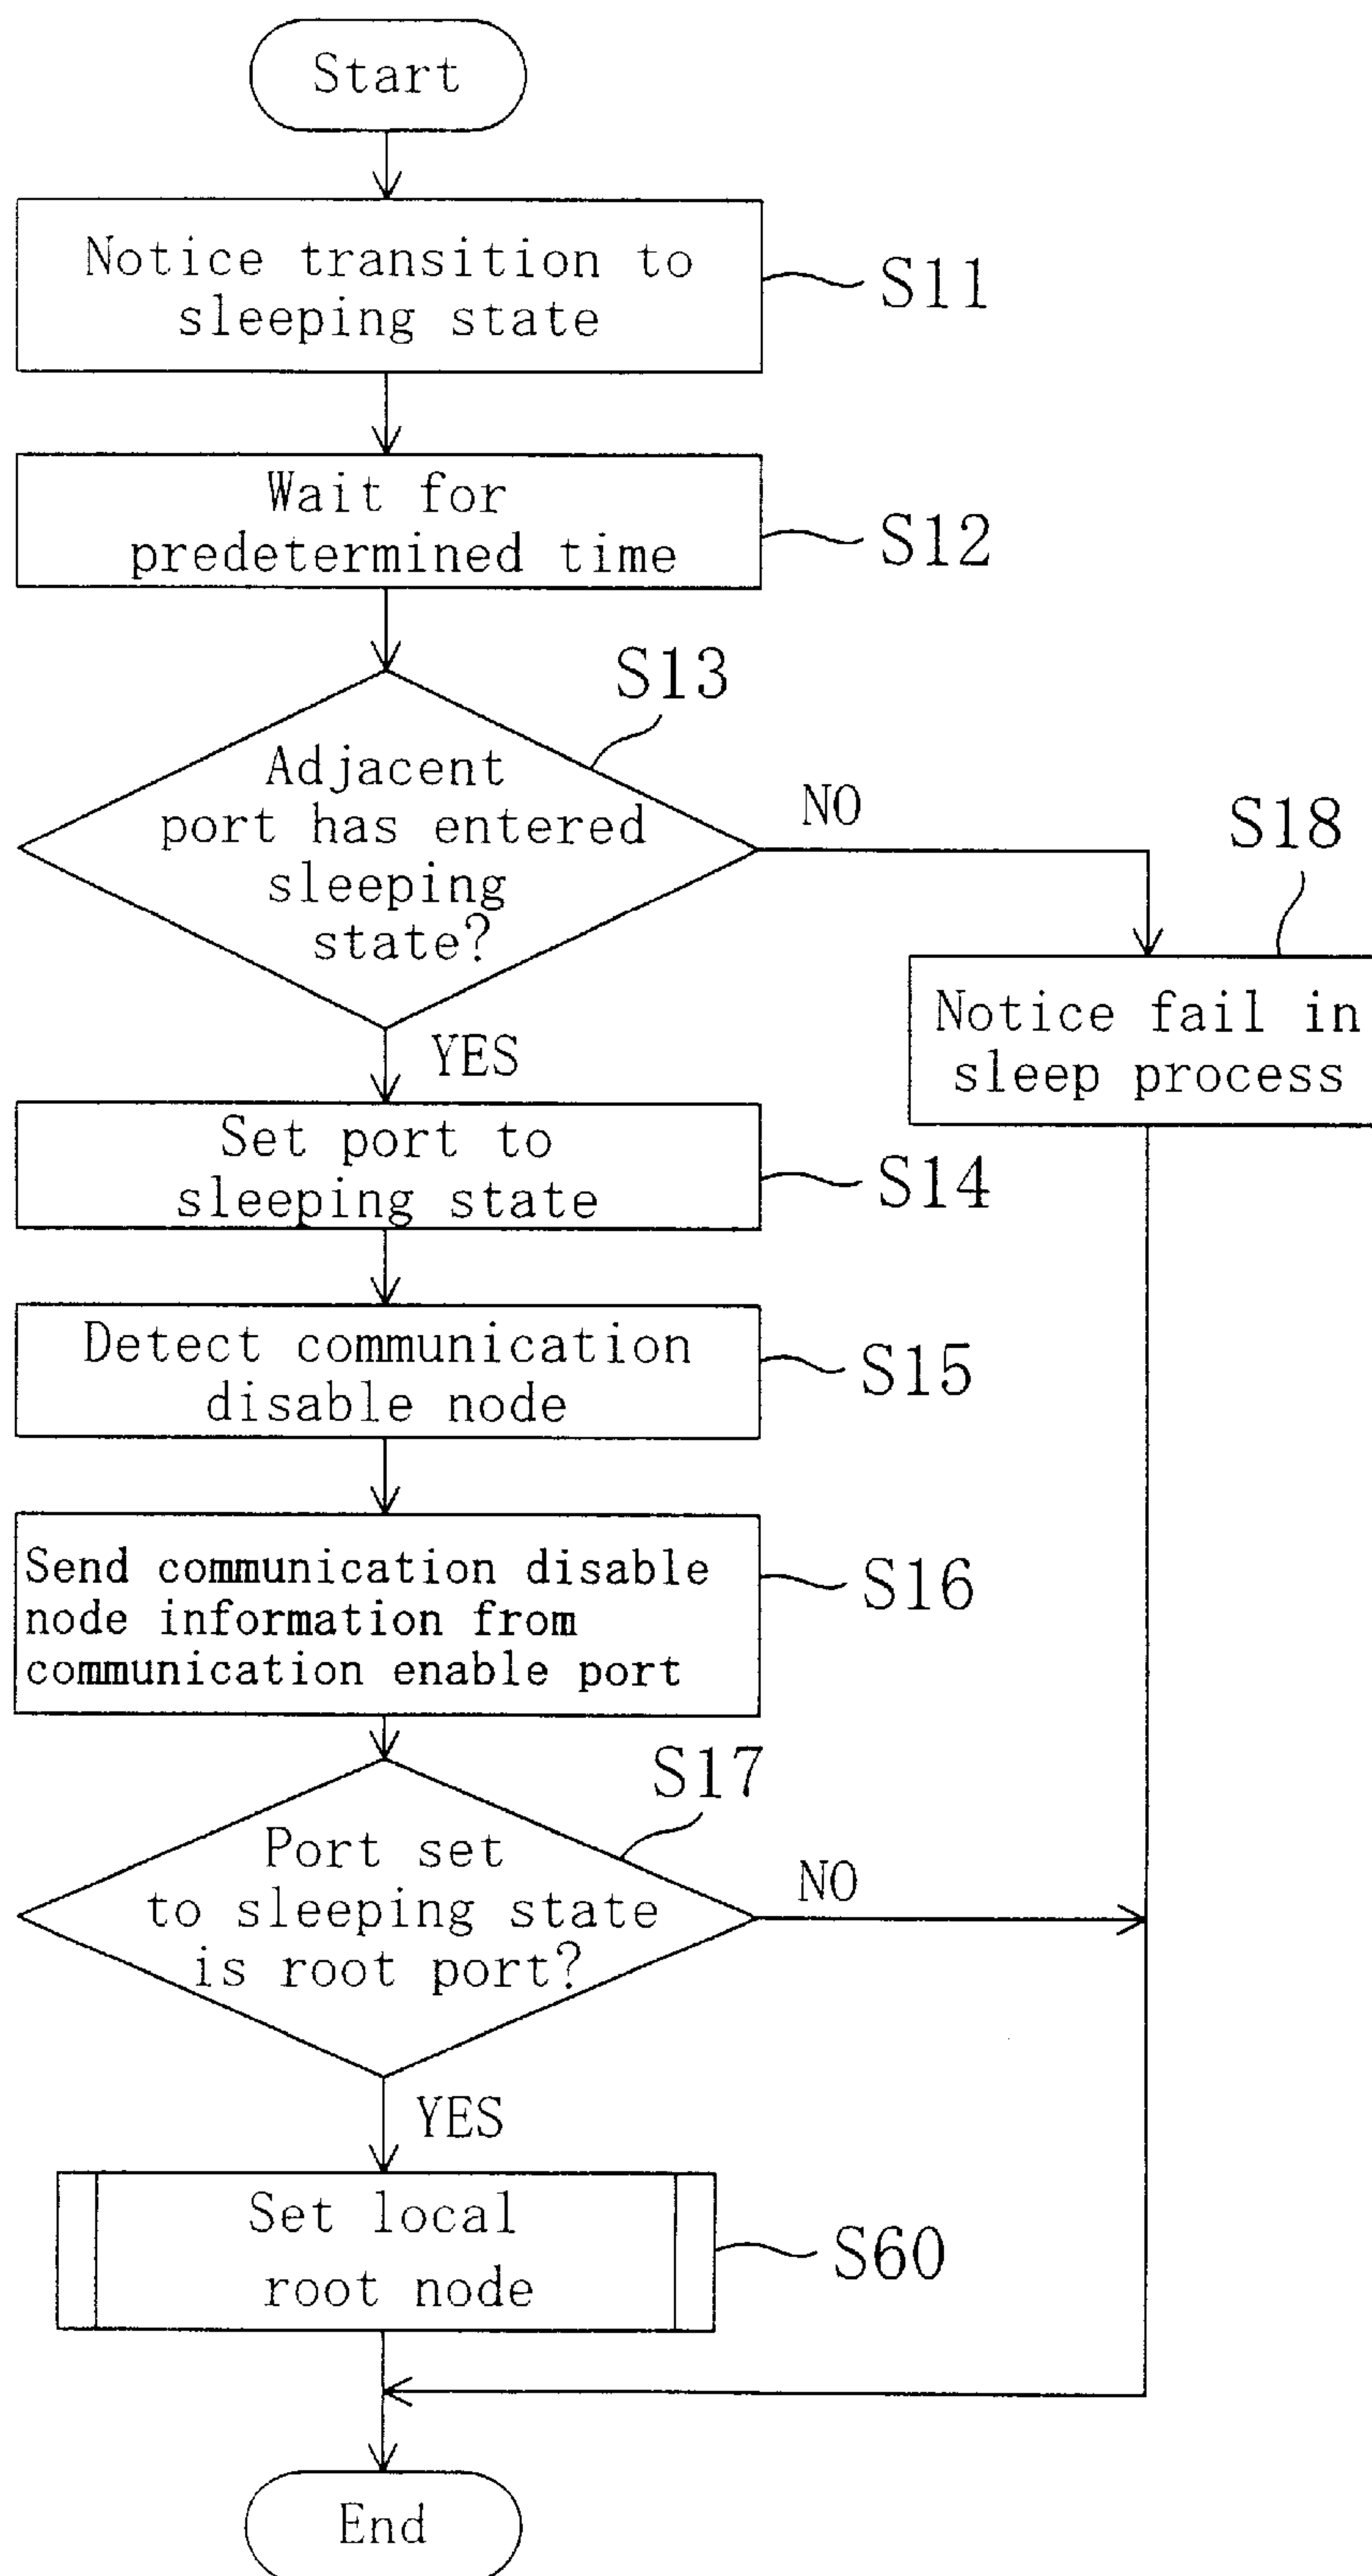 Start
Notice transition to
sleeping state
S11
Wait for
predetermined time
S12
S13
Adjacent
port has entered
sleeping
state?
NO
S18
Notice fail in
sleep process
YES
Set port to
sleeping state
S14
Detect communication
disable node
S15
Send communication disable
node information from
communication enable port
S16
S17
Port set
to sleeping state
is root port?
NO
YES
Set local
root node
S60
End